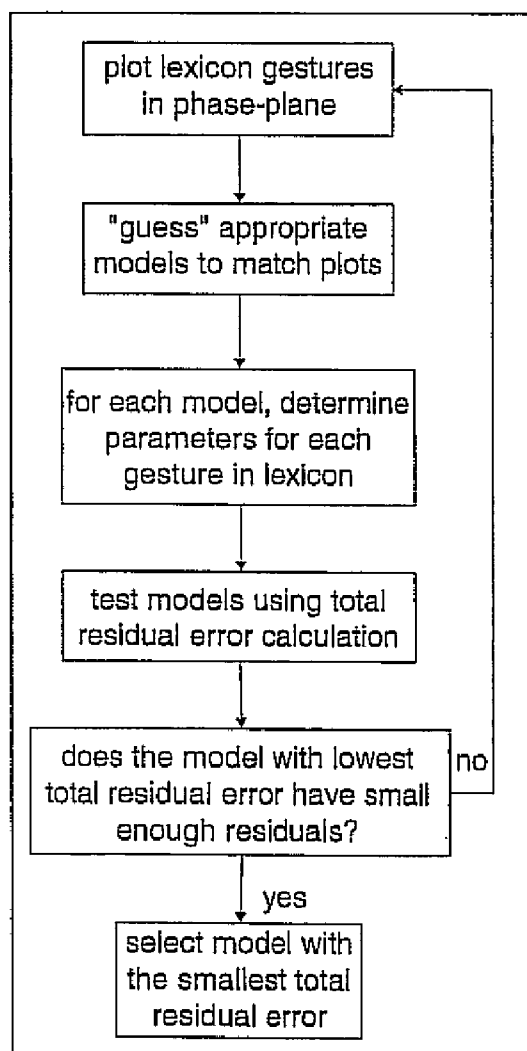 plot lexicon gestures
in phase-plane
"guess" appropriate
models to match plots
for each model, determine
parameters for each
gesture in lexicon
test models using total
residual error calculation
does the model with lowest
total residual error have small
enough residuals?
no
yes
select model with
the smallest total
residual error